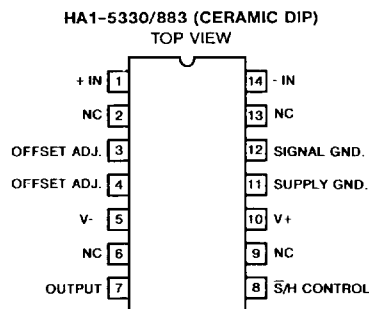 HA1-5330/883 (CERAMIC DIP)
TOP VIEW
+ IN 1 14 - IN
NC 2 13 NC
OFFSET ADJ. 3 12 SIGNAL GND.
OFFSET ADJ. 4 11 SUPPLY GND.
V- 5 10 V+
NC 6 9 NC
OUTPUT 7 8 S̅/H CONTROL